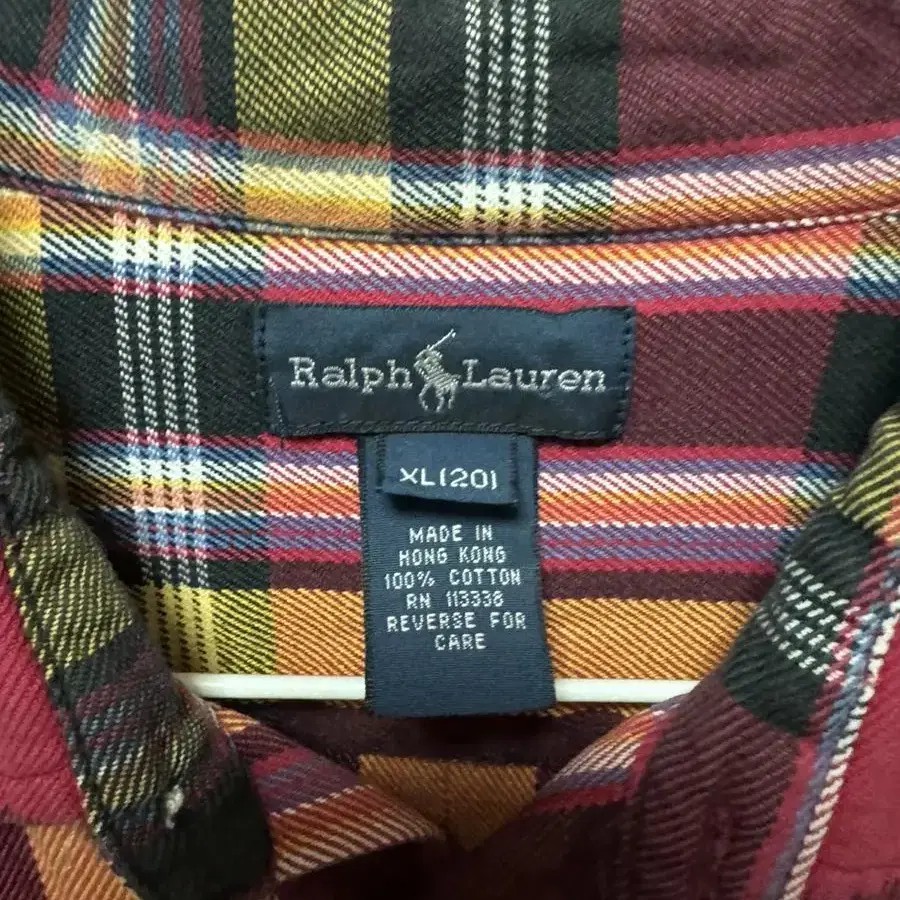 Ralph Lauren
XL(20)
MADE IN
HONG KONG
100% COTTON
RN 113338
REVERSE FOR
CARE